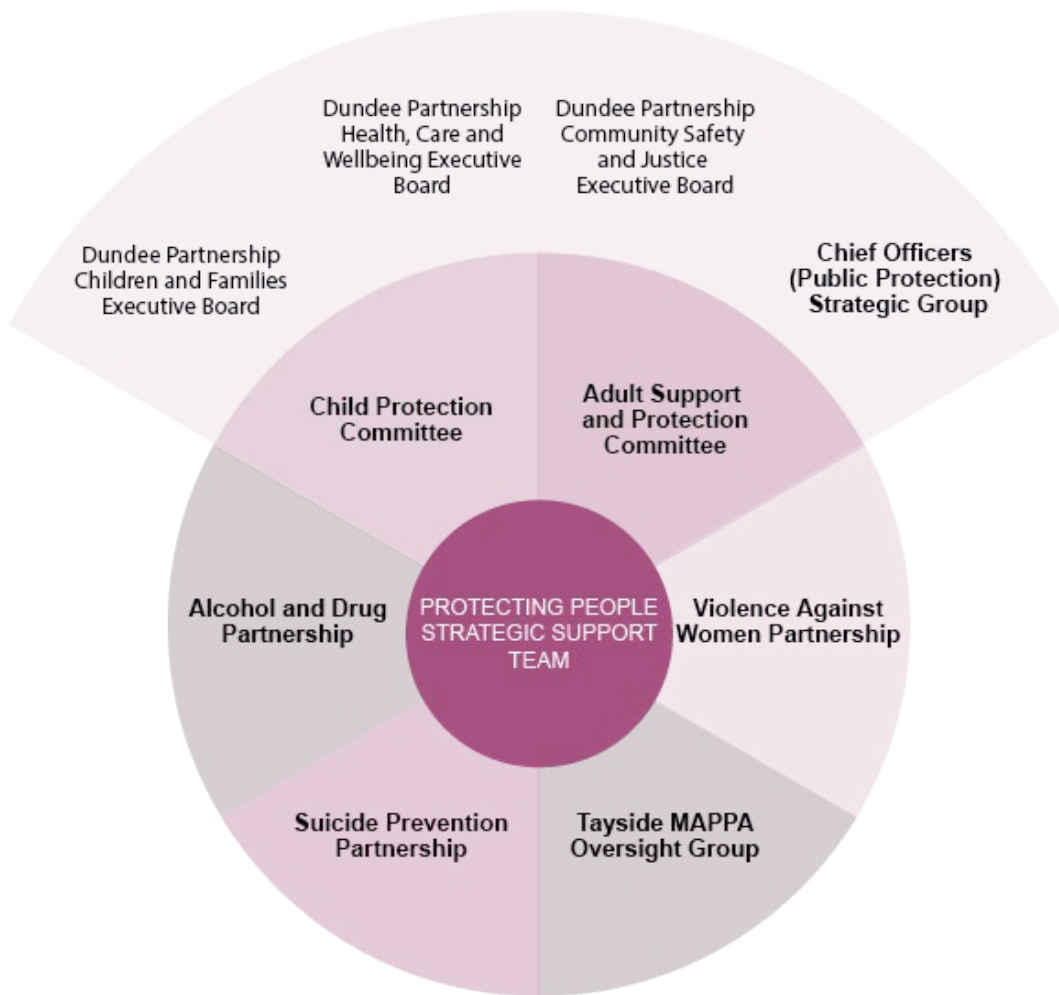 Dundee Partnership
Health, Care and
Wellbeing Executive
Board
Dundee Partnership
Community Safety
and Justice
Executive Board
Dundee Partnership
Children and Families
Executive Board
Chief Officers
(Public Protection)
Strategic Group
Child Protection
Committee
Adult Support
and Protection
Committee
Alcohol and Drug
Partnership
PROTECTING PEOPLE
STRATEGIC SUPPORT
TEAM
Violence Against
Women Partnership
Suicide Prevention
Partnership
Tayside MAPPA
Oversight Group